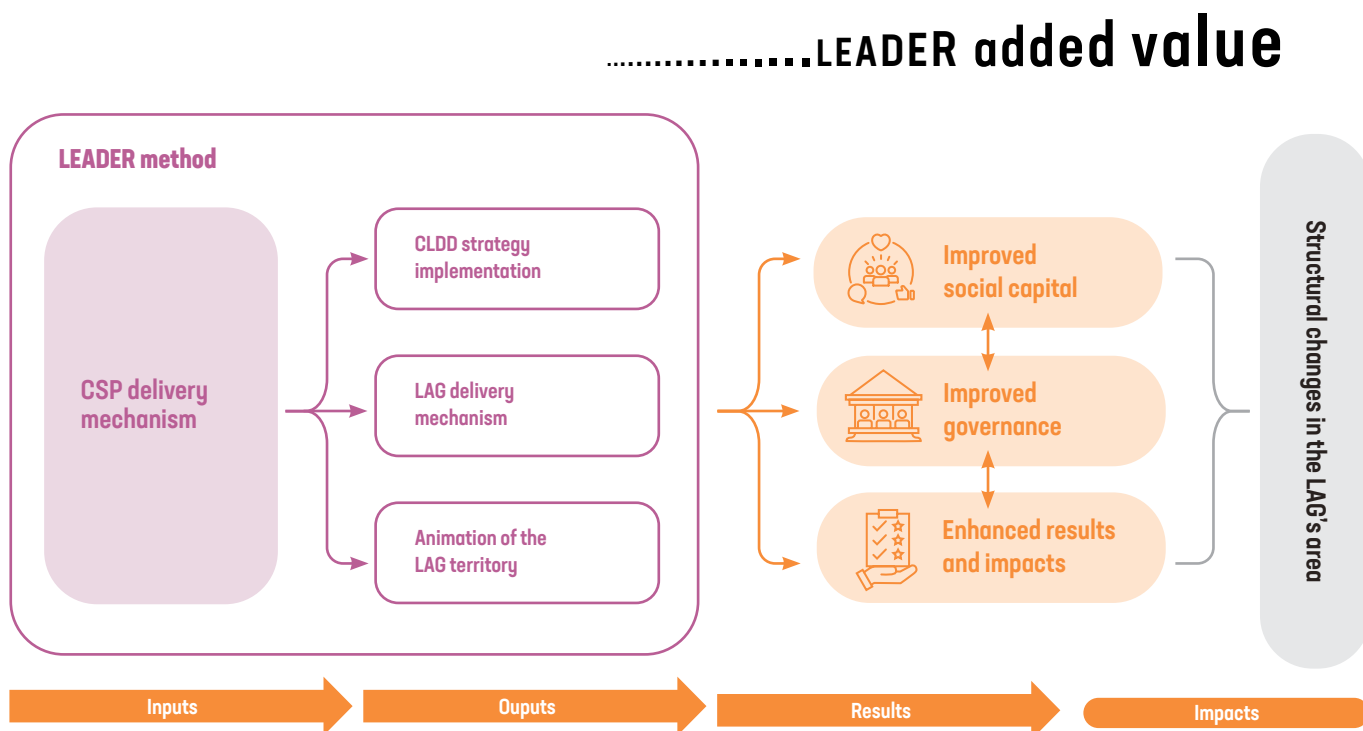 LEADER added value
LEADER method
CSP delivery
mechanism
CLDD strategy
implementation
LAG delivery
mechanism
Animation of the
LAG territory
Improved
social capital
Improved
governance
Enhanced results
and impacts
Structural changes in the LAG's area
Inputs
Ouputs
Results
Impacts